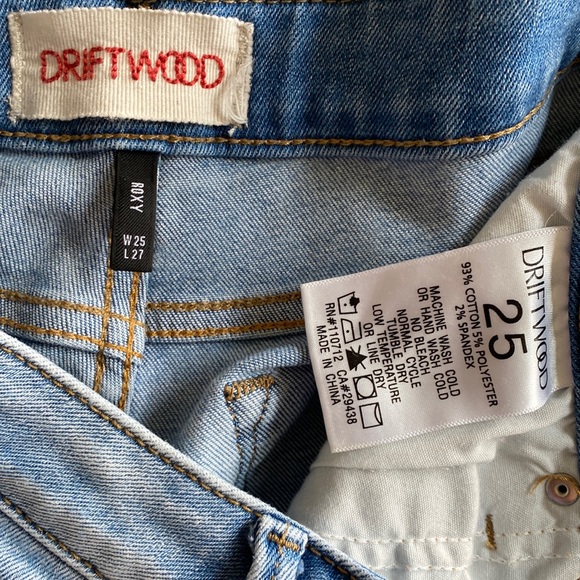 DRIFTWOOD
ROXY
W 25
L 27
DRIFTWOOD
25
93% COTTON 5% POLYESTER
2% SPANDEX
MACHINE WASH COLD
OR HAND WASH COLD
NORMAL CYCLE
NO BLEACH
TUMBLE DRY
LOW TEMPERATURE
OR LINE DRY
RN#110712 CA#29438
MADE IN CHINA